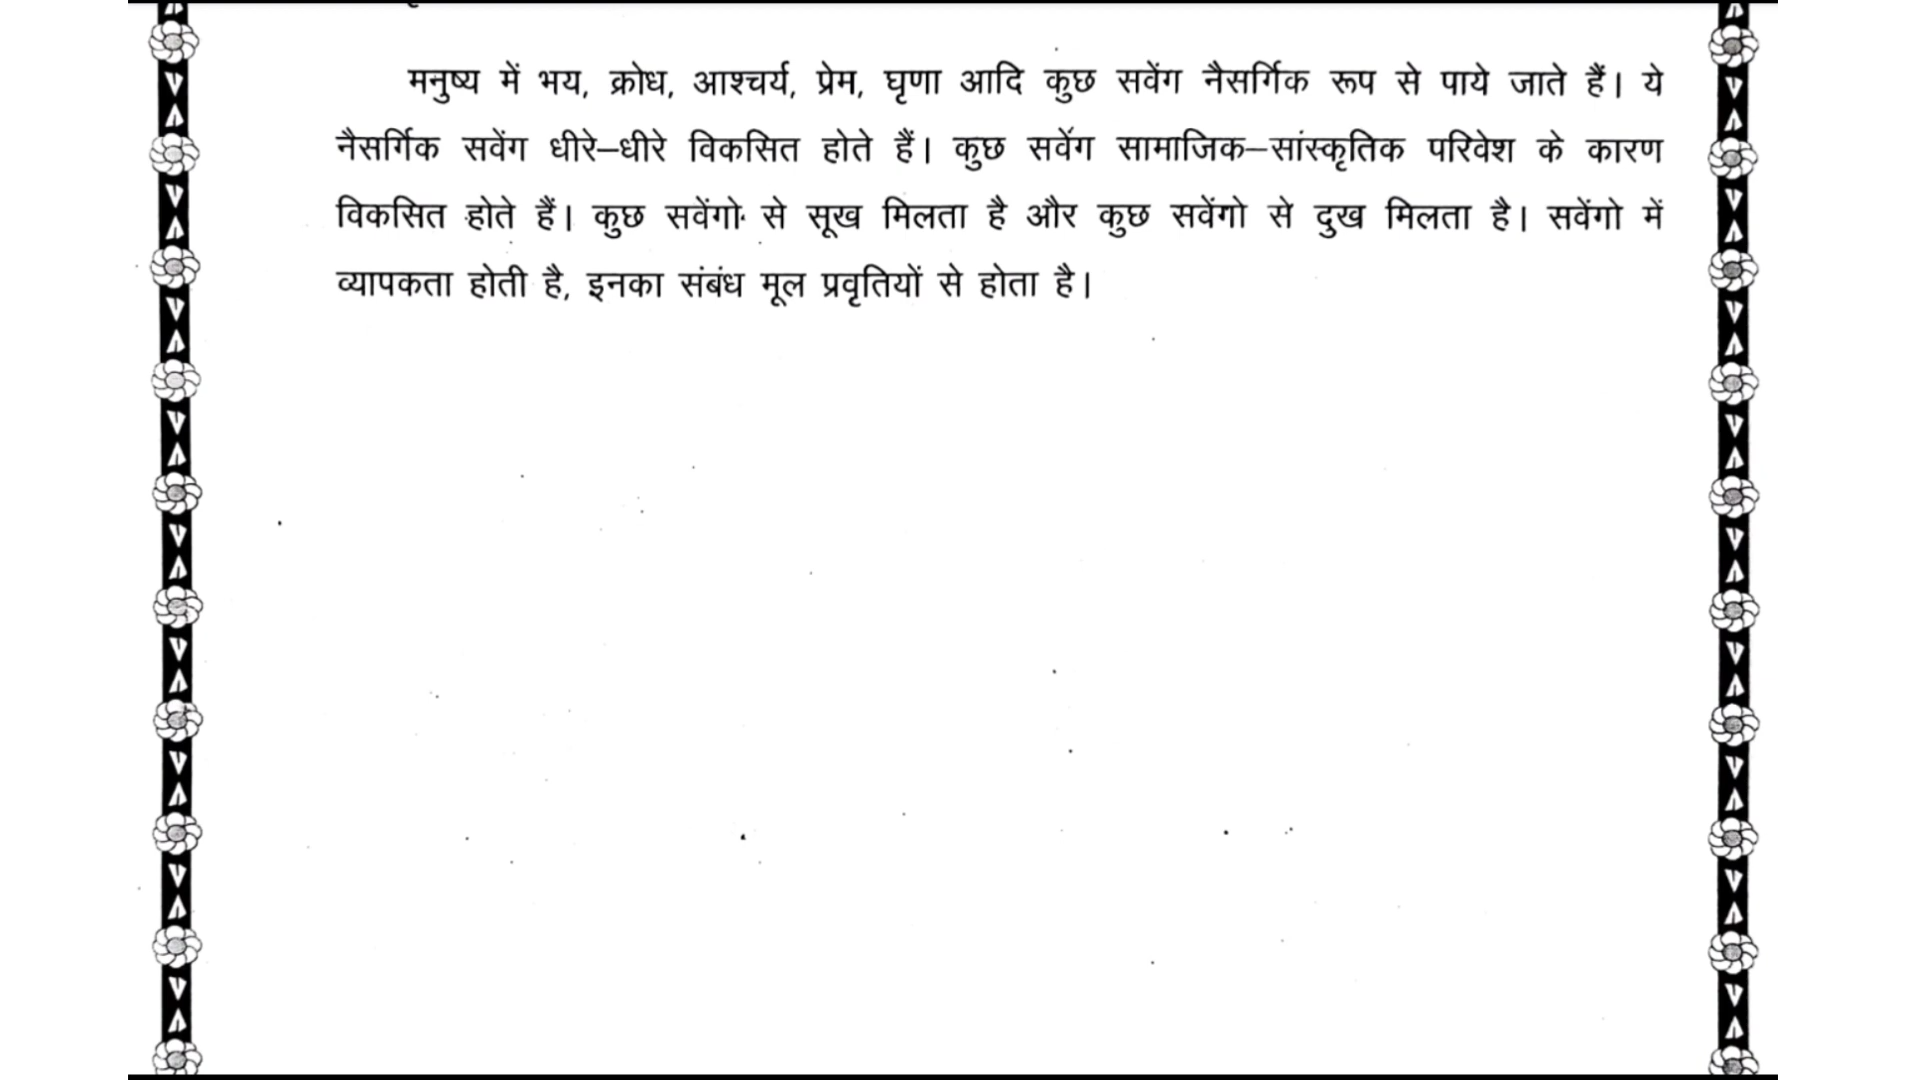 मनुष्य में भय, क्रोध, आश्चर्य, प्रेम, घृणा आदि कुछ सवेंग नैसर्गिक रूप से पाये जाते हैं। ये
नैसर्गिक सवेंग धीरे–धीरे विकसित होते हैं। कुछ सवेंग सामाजिक–सांस्कृतिक परिवेश के कारण
विकसित होते हैं। कुछ सवेंगो से सूख मिलता है और कुछ सवेंगो से दुख मिलता है। सवेंगो में
व्यापकता होती है, इनका संबंध मूल प्रवृतियों से होता है।